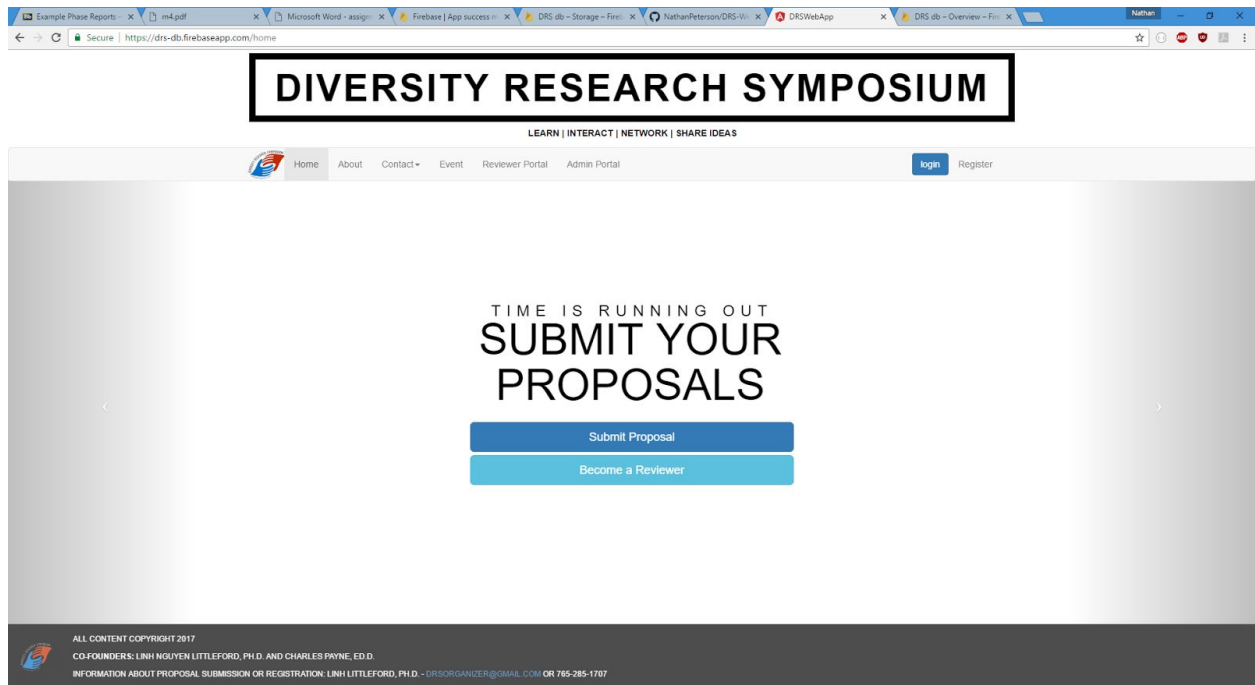 Example Phase Reports -
m4.pdf
Microsoft Word - assign
Firebase | App success
DRS db – Storage – Fire
NathanPeterson/DRS-W
DRSWebApp
DRS db – Overview – Fir
Nathan
Secure | https://drs-db.firebaseapp.com/home
DIVERSITY RESEARCH SYMPOSIUM
LEARN | INTERACT | NETWORK | SHARE IDEAS
Home About Contact Event Reviewer Portal Admin Portal login Register
TIME IS RUNNING OUT
SUBMIT YOUR
PROPOSALS
Submit Proposal
Become a Reviewer
ALL CONTENT COPYRIGHT 2017
CO-FOUNDERS: LINH NGUYEN LITTLEFORD, PH.D. AND CHARLES PAYNE, ED.D.
INFORMATION ABOUT PROPOSAL SUBMISSION OR REGISTRATION: LINH LITTLEFORD, PH.D. - DRSORGANIZER@GMAIL.COM OR 765-285-1707